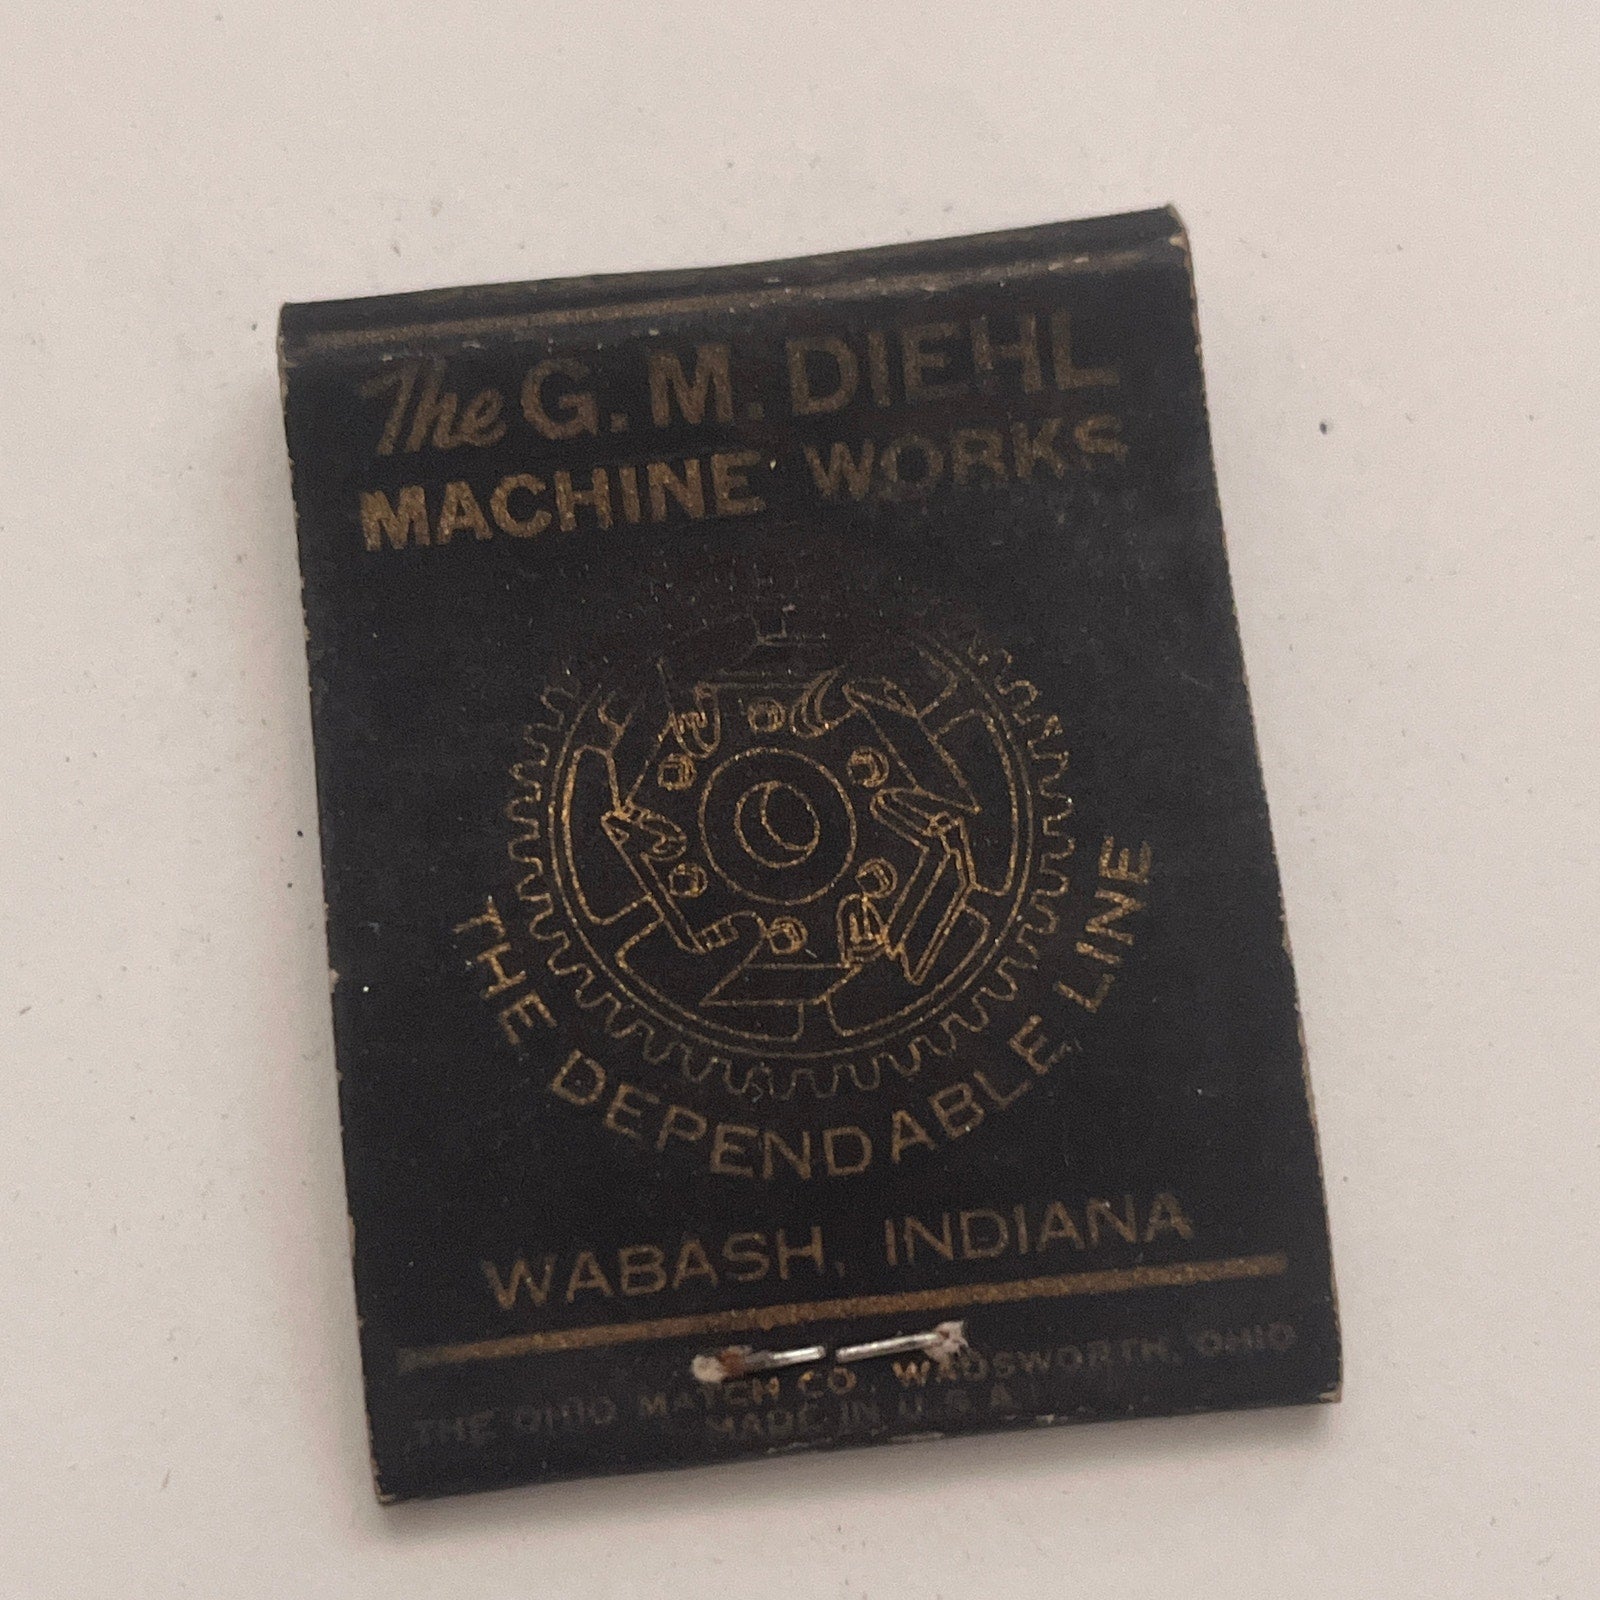 The G. M. DIEHL
MACHINE WORKS
THE DEPENDABLE LINE
WABASH, INDIANA
THE OHIO MATCH CO., WADSWORTH, OHIO
MADE IN U.S.A.